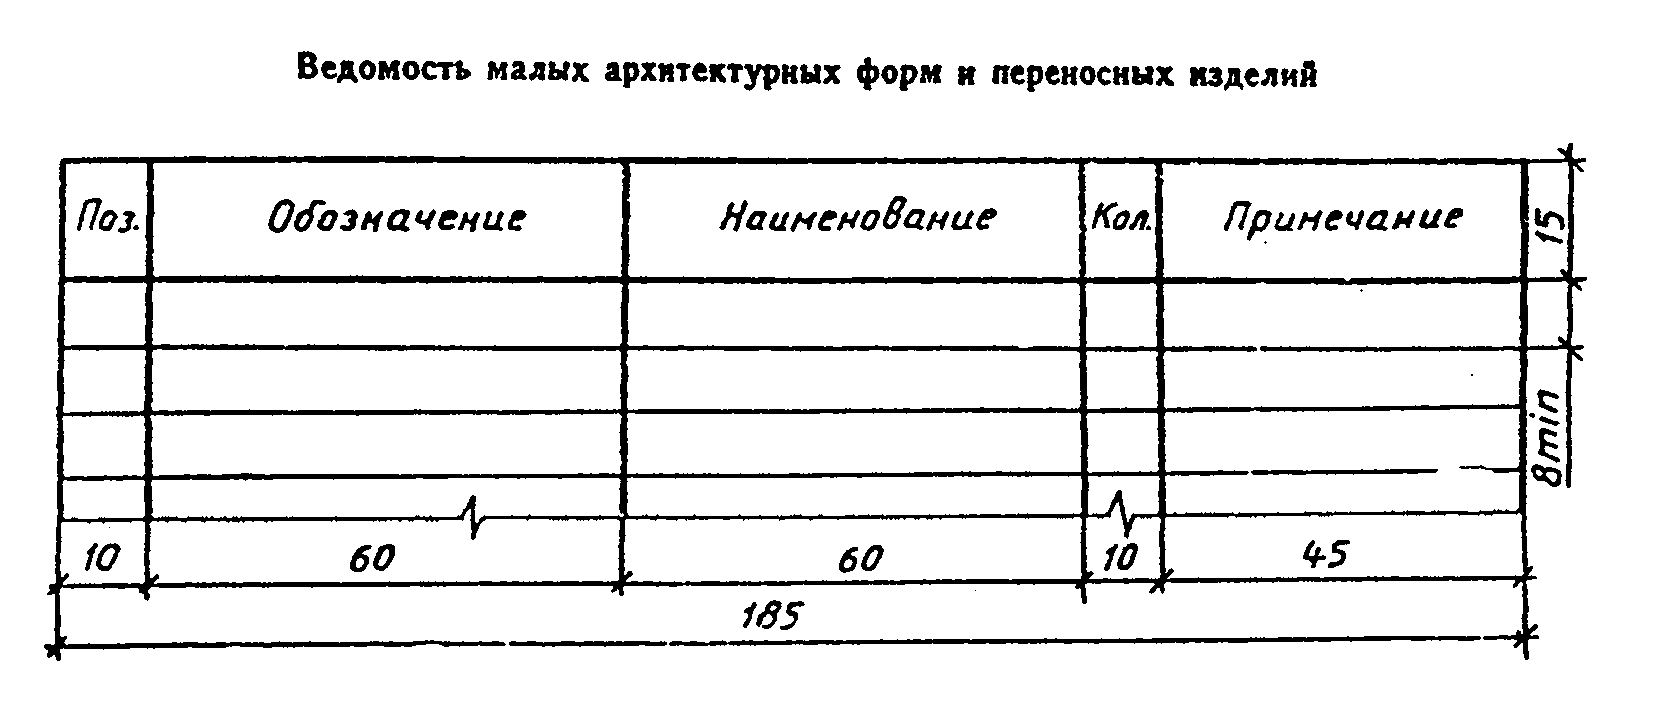 Ведомость малых архитектурных форм и переносных изделий
Поз. Обозначение Наименование Кол. Примечание
15
8min
10 60 60 10 45
185